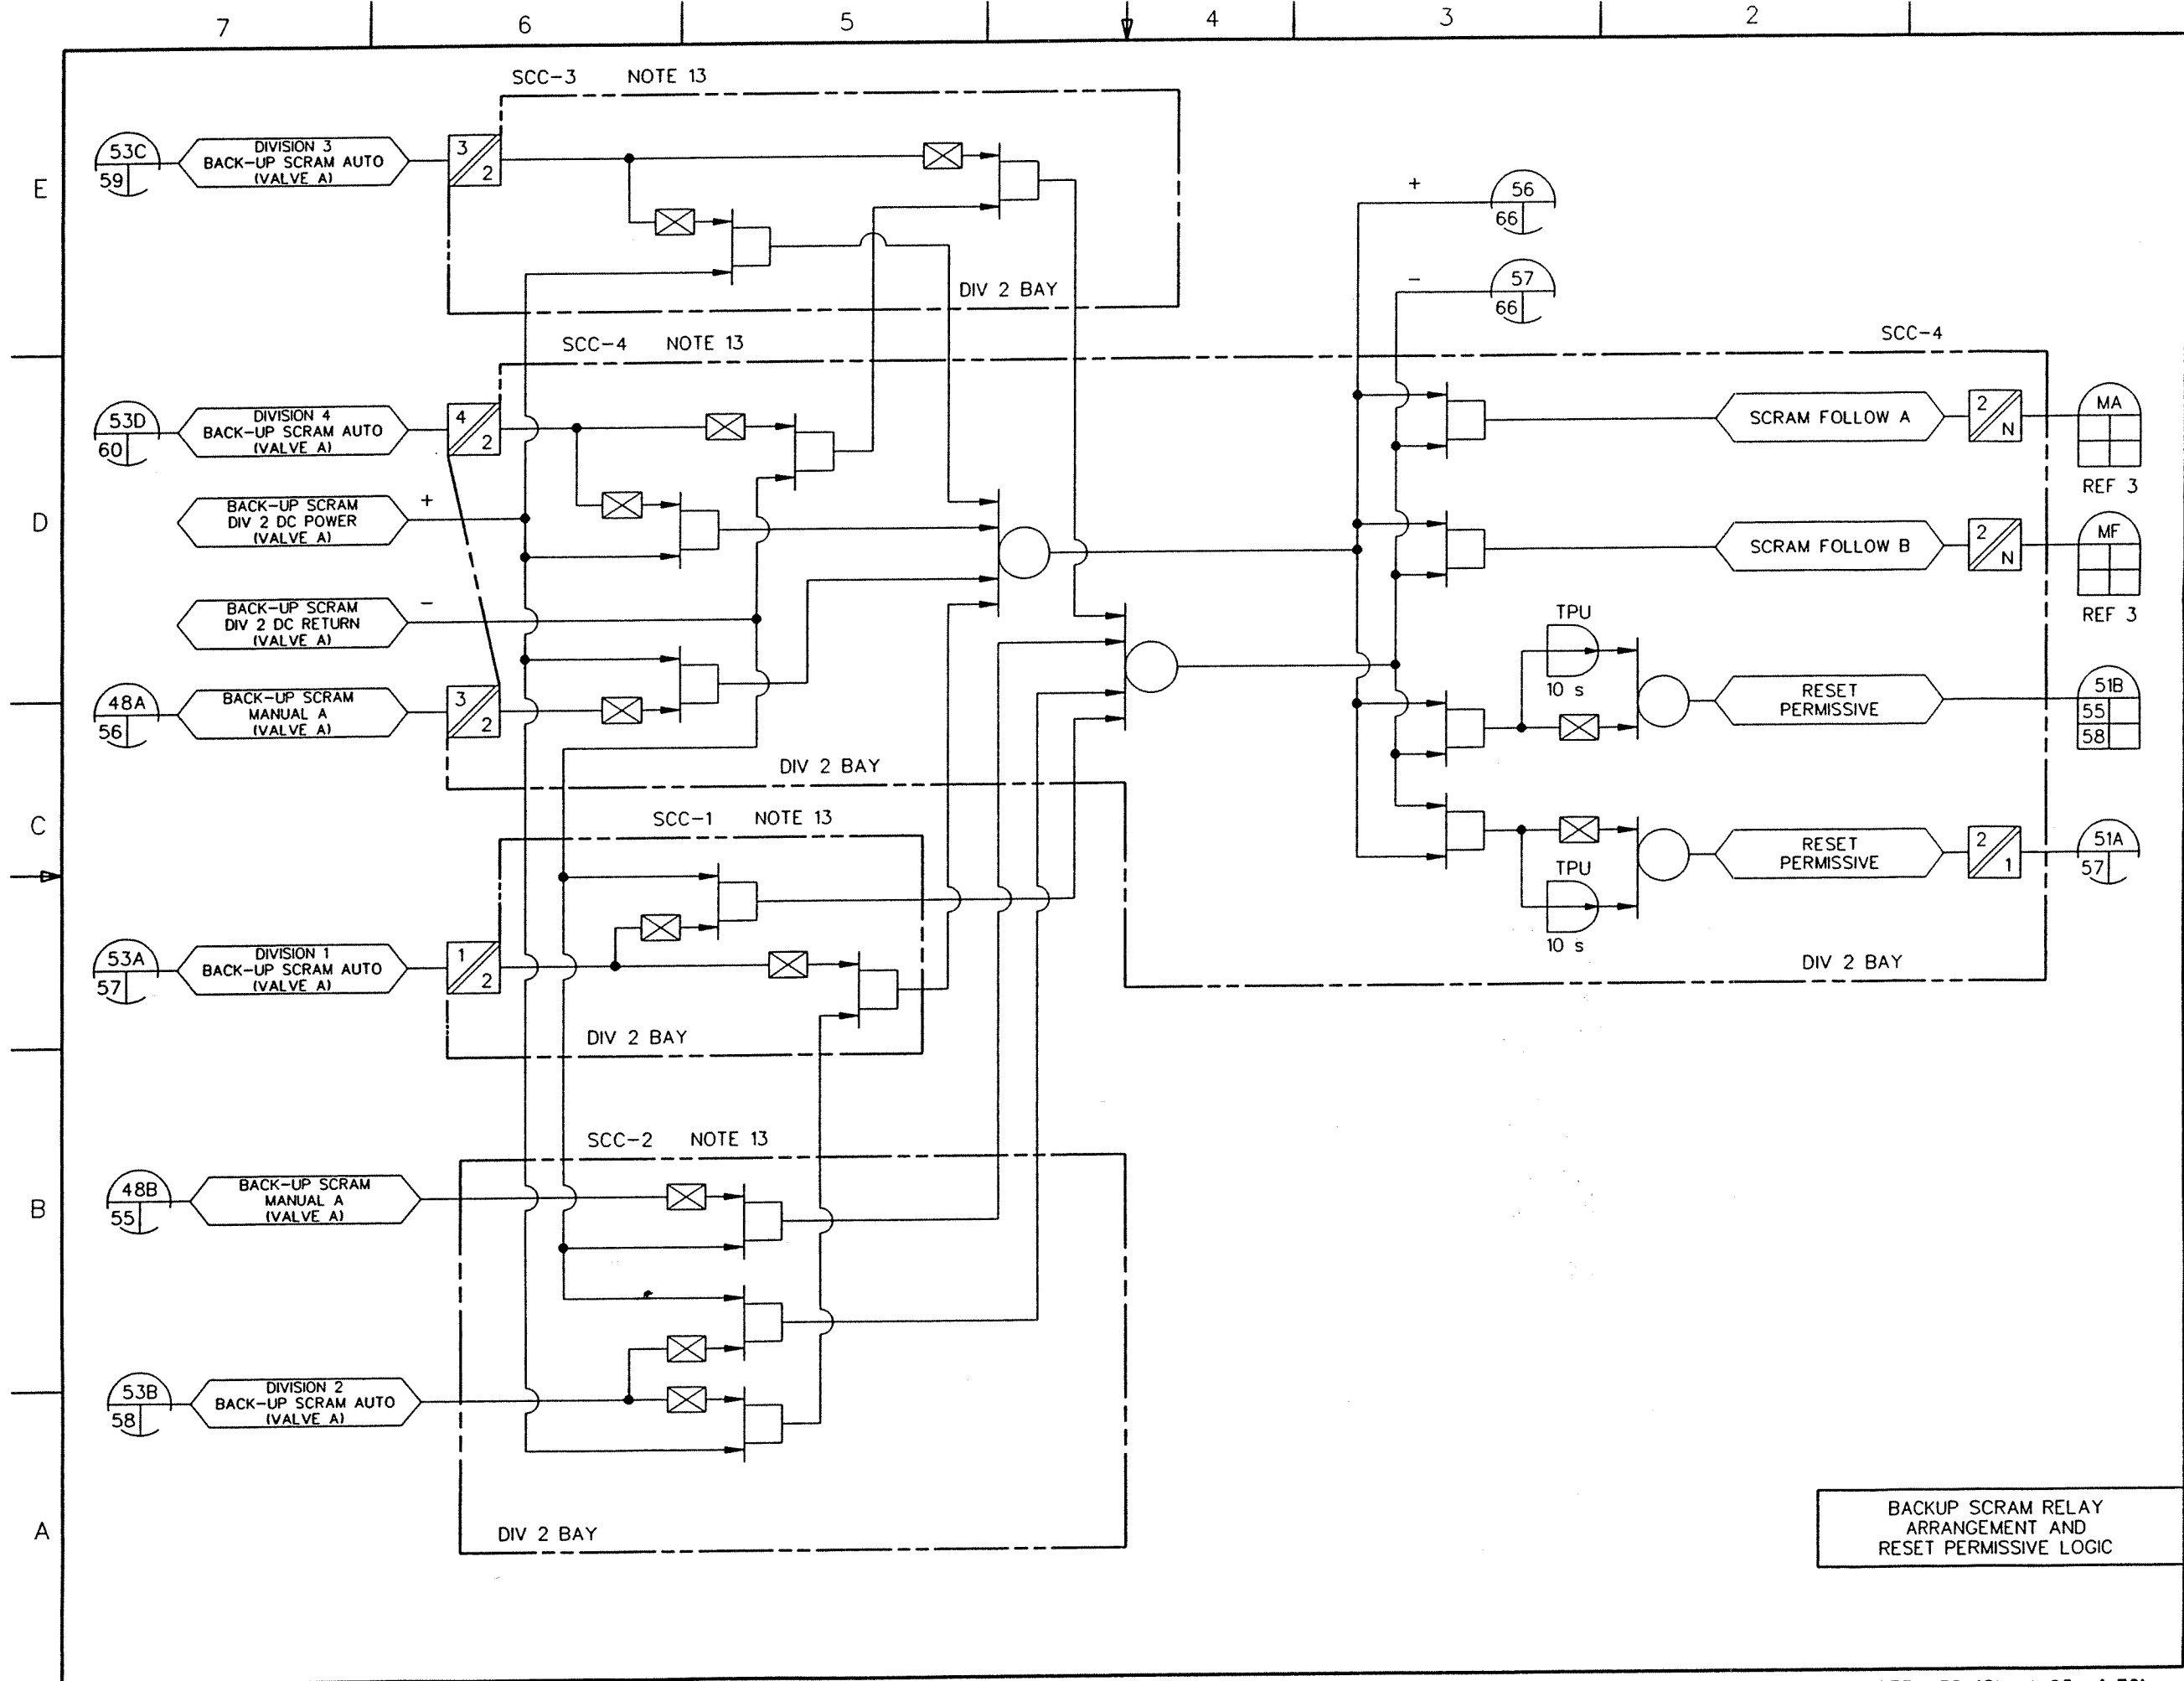 7
6
5
4
3
2
SCC-3 NOTE 13
E
53C
59
DIVISION 3
BACK-UP SCRAM AUTO
(VALVE A)
3
2
DIV 2 BAY
+
56
66
-
57
66
SCC-4 NOTE 13
SCC-4
53D
60
DIVISION 4
BACK-UP SCRAM AUTO
(VALVE A)
4
2
SCRAM FOLLOW A
2
N
MA
REF 3
D
BACK-UP SCRAM
DIV 2 DC POWER
(VALVE A)
+
SCRAM FOLLOW B
2
N
MF
REF 3
BACK-UP SCRAM
DIV 2 DC RETURN
(VALVE A)
-
TPU
10 s
48A
56
BACK-UP SCRAM
MANUAL A
(VALVE A)
3
2
RESET
PERMISSIVE
51B
55
58
DIV 2 BAY
C
SCC-1 NOTE 13
RESET
PERMISSIVE
2
1
51A
57
TPU
10 s
53A
57
DIVISION 1
BACK-UP SCRAM AUTO
(VALVE A)
1
2
DIV 2 BAY
DIV 2 BAY
SCC-2 NOTE 13
B
48B
55
BACK-UP SCRAM
MANUAL A
(VALVE A)
53B
58
DIVISION 2
BACK-UP SCRAM AUTO
(VALVE A)
A
DIV 2 BAY
BACKUP SCRAM RELAY
ARRANGEMENT AND
RESET PERMISSIVE LOGIC